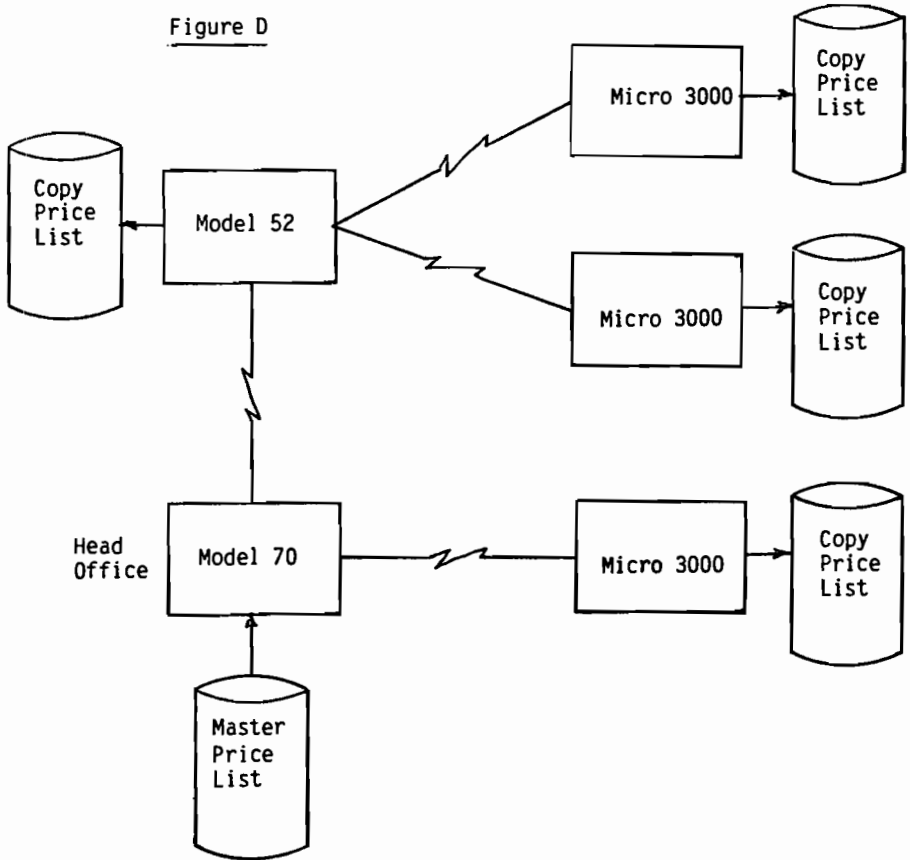 Figure D
Micro 3000
Copy
Price
List
Copy
Price
List
Model 52
Micro 3000
Copy
Price
List
Head
Office
Model 70
Micro 3000
Copy
Price
List
Master
Price
List